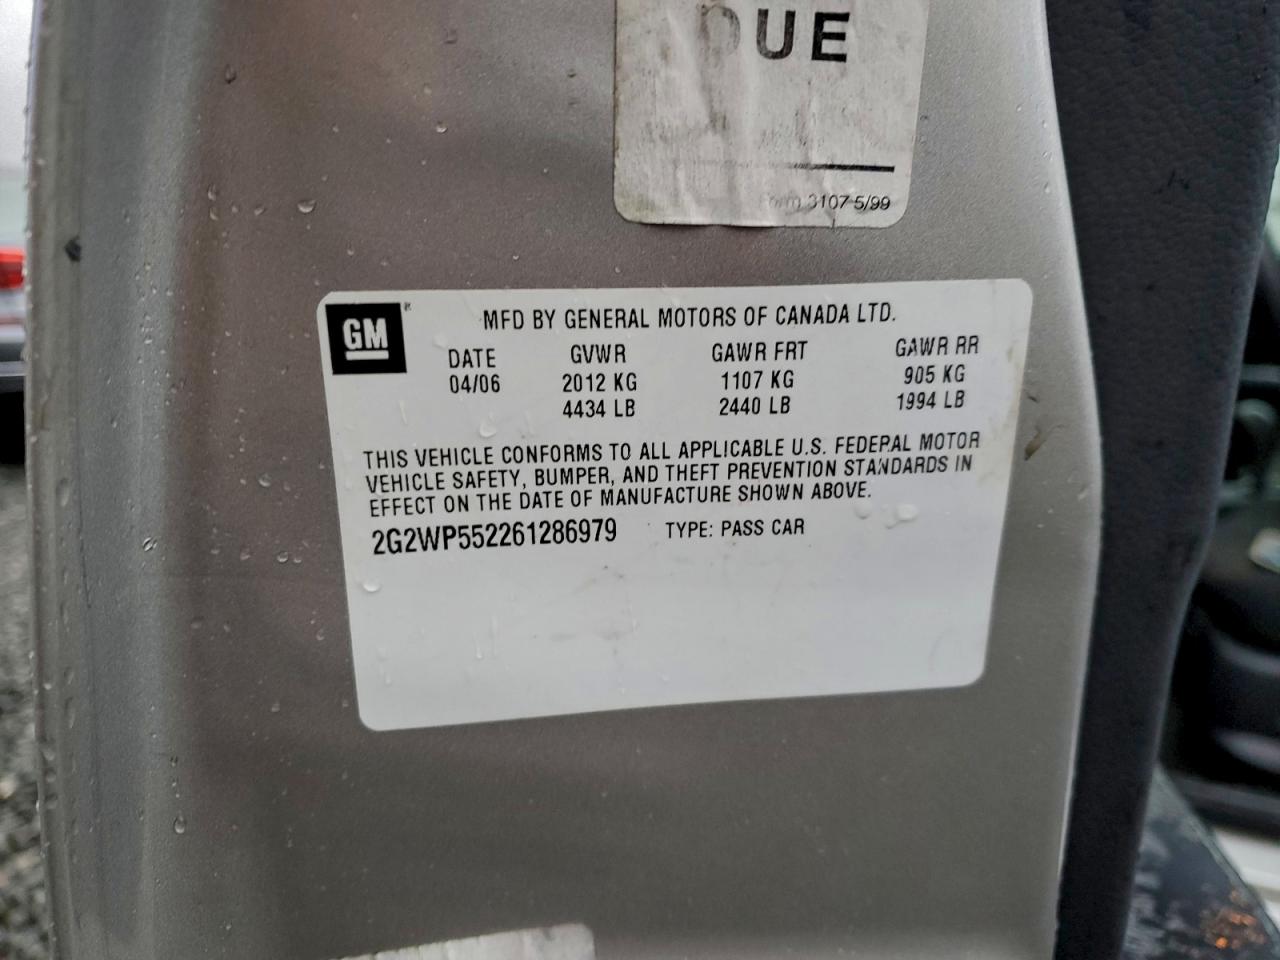 DUE
Form 3107 5/99
GM
MFD BY GENERAL MOTORS OF CANADA LTD.
DATE GVWR GAWR FRT GAWR RR
04/06 2012 KG 1107 KG 905 KG
4434 LB 2440 LB 1994 LB
THIS VEHICLE CONFORMS TO ALL APPLICABLE U.S. FEDERAL MOTOR
VEHICLE SAFETY, BUMPER, AND THEFT PREVENTION STANDARDS IN
EFFECT ON THE DATE OF MANUFACTURE SHOWN ABOVE.
2G2WP552261286979 TYPE: PASS CAR